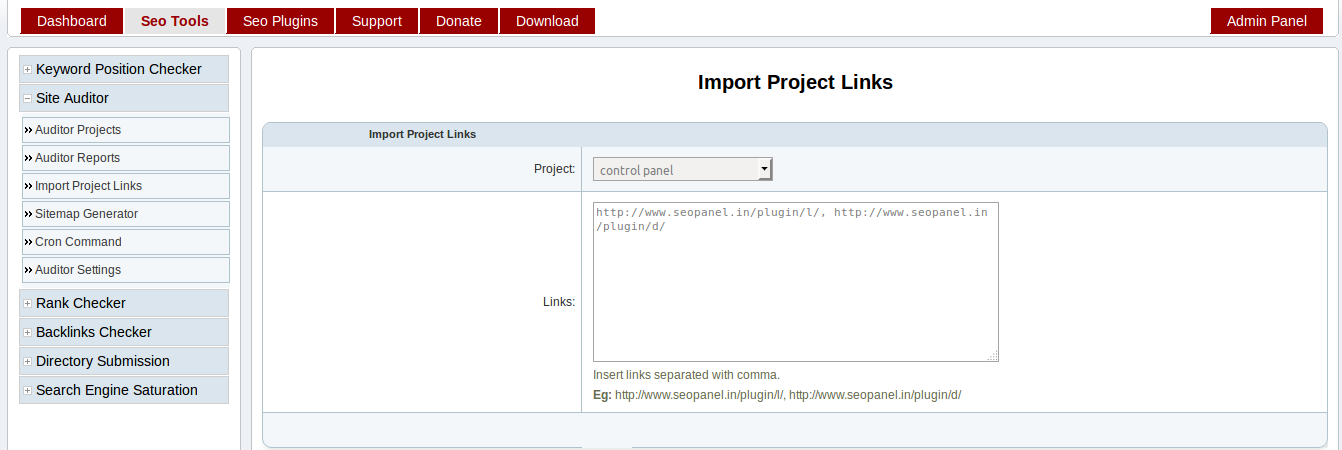 Dashboard Seo Tools Seo Plugins Support Donate Download Admin Panel
Keyword Position Checker
Site Auditor
Auditor Projects
Auditor Reports
Import Project Links
Sitemap Generator
Cron Command
Auditor Settings
Rank Checker
Backlinks Checker
Directory Submission
Search Engine Saturation
Import Project Links
Import Project Links
Project: control panel
Links:
http://www.seopanel.in/plugin/l/, http://www.seopanel.in
/plugin/d/
Insert links separated with comma.
Eg: http://www.seopanel.in/plugin/l/, http://www.seopanel.in/plugin/d/